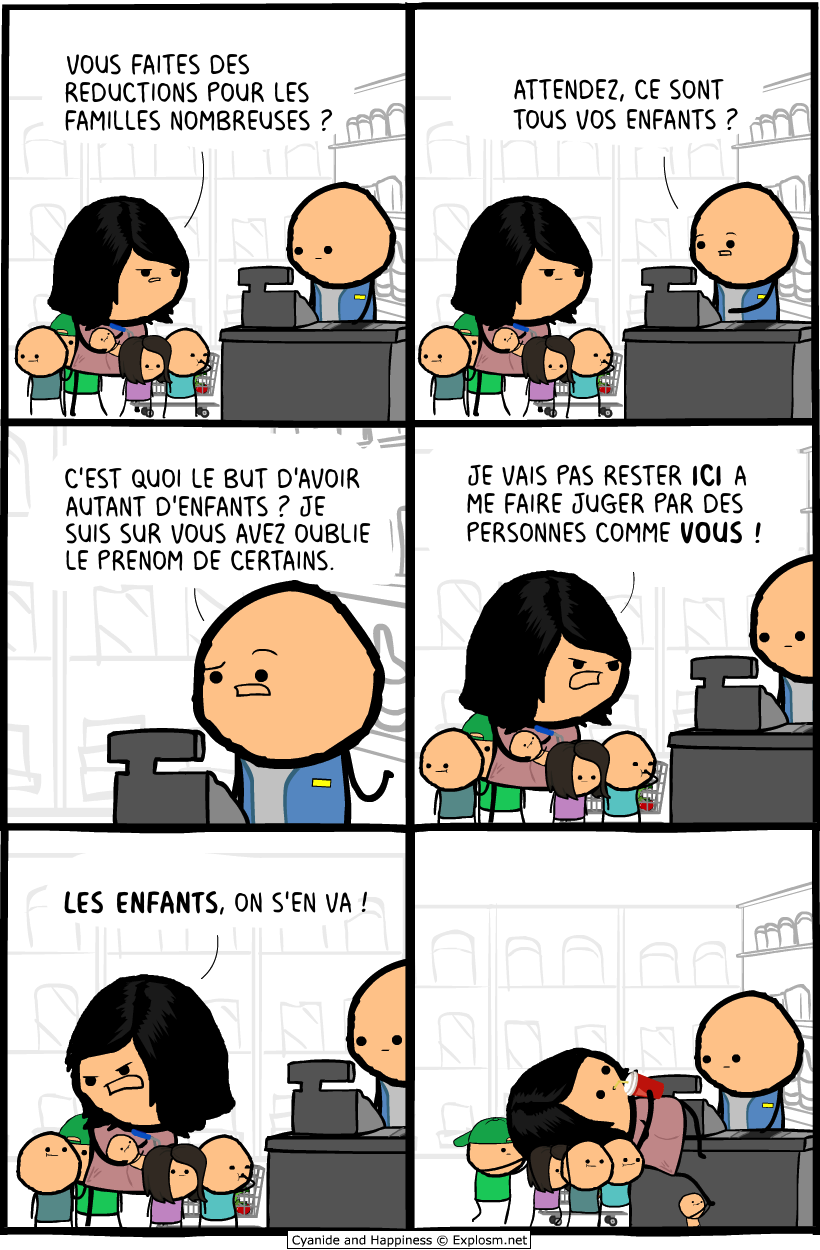 VOUS FAITES DES
REDUCTIONS POUR LES
FAMILLES NOMBREUSES ?
ATTENDEZ, CE SONT
TOUS VOS ENFANTS ?
C'EST QUOI LE BUT D'AVOIR
AUTANT D'ENFANTS ? JE
SUIS SUR VOUS AVEZ OUBLIE
LE PRENOM DE CERTAINS.
JE VAIS PAS RESTER ICI A
ME FAIRE JUGER PAR DES
PERSONNES COMME VOUS !
LES ENFANTS, ON S'EN VA !
Cyanide and Happiness © Explosm.net